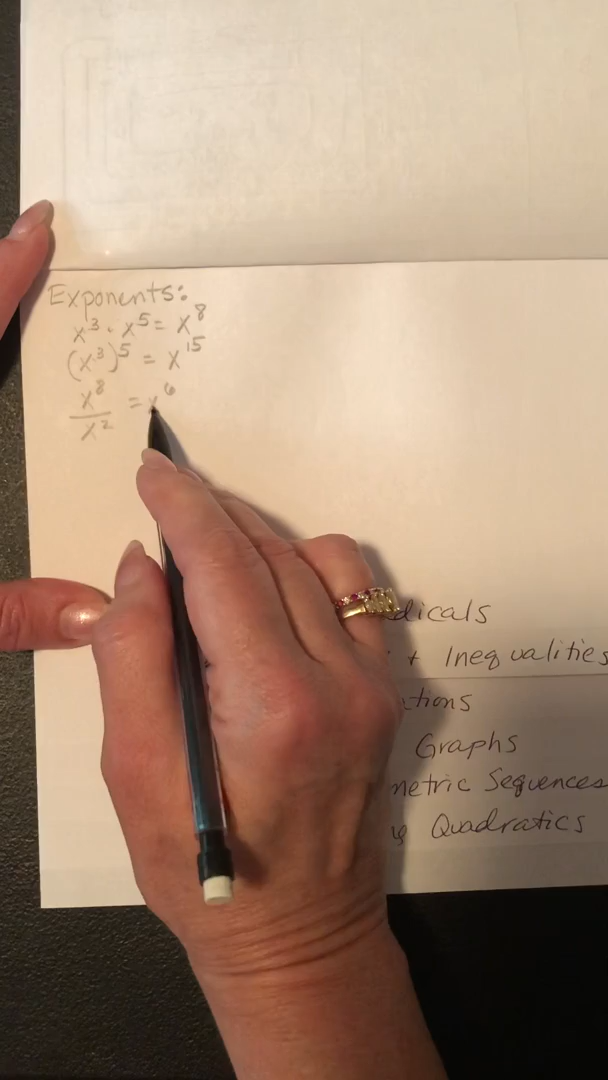 Exponents:
x³ · x⁵ = x⁸
(x³)⁵ = x¹⁵
x⁸/x² = x⁶
dicals
+ Inequalities
tions
Graphs
metric Sequences
g Quadratics